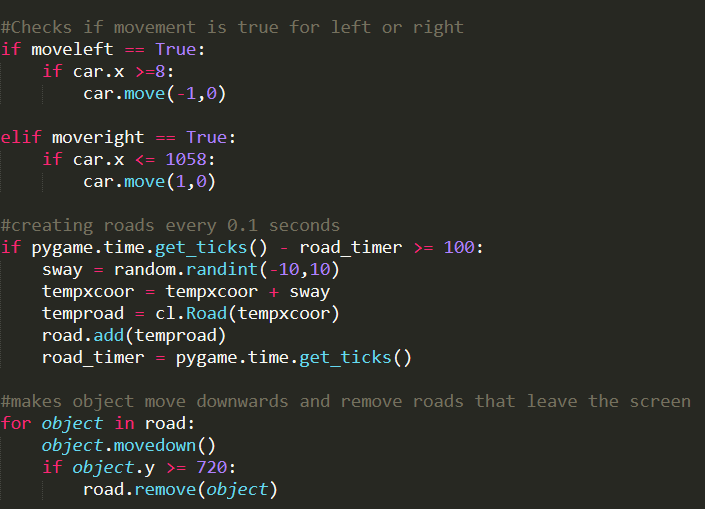 #Checks if movement is true for left or right
if moveleft == True:
    if car.x >=8:
        car.move(-1,0)

elif moveright == True:
    if car.x <= 1058:
        car.move(1,0)

#creating roads every 0.1 seconds
if pygame.time.get_ticks() - road_timer >= 100:
    sway = random.randint(-10,10)
    tempxcoor = tempxcoor + sway
    temproad = cl.Road(tempxcoor)
    road.add(temproad)
    road_timer = pygame.time.get_ticks()

#makes object move downwards and remove roads that leave the screen
for object in road:
    object.movedown()
    if object.y >= 720:
        road.remove(object)